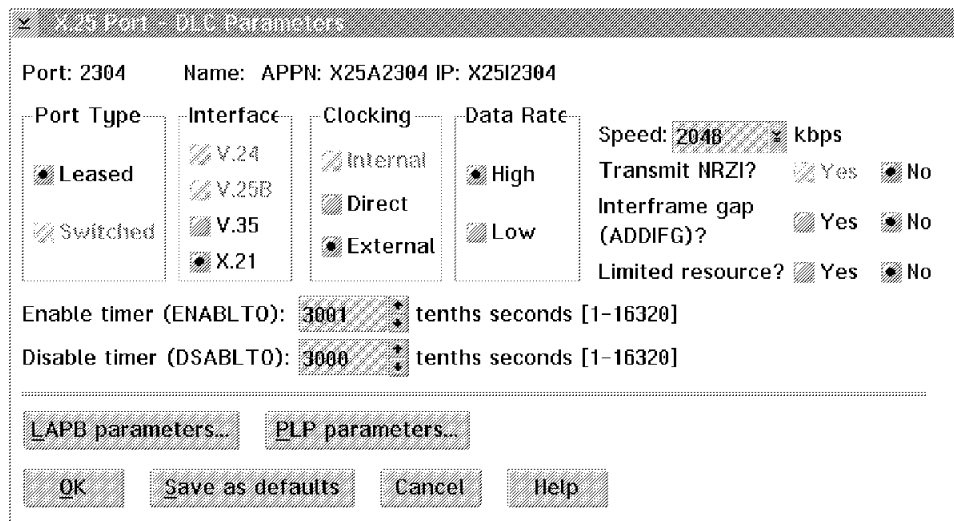 X.25 Port - DLC Parameters
Port: 2304 Name: APPN: X25A2304 IP: X25I2304
Port Type
Leased
Switched
Interface
V.24
V.25B
V.35
X.21
Clocking
Internal
Direct
External
Data Rate
High
Low
Speed: 2048 kbps
Transmit NRZI? Yes No
Interframe gap
(ADDIFG)? Yes No
Limited resource? Yes No
Enable timer (ENABLTO): 3001 tenths seconds [1-16320]
Disable timer (DSABLTO): 3000 tenths seconds [1-16320]
LAPB parameters... PLP parameters...
OK Save as defaults Cancel Help